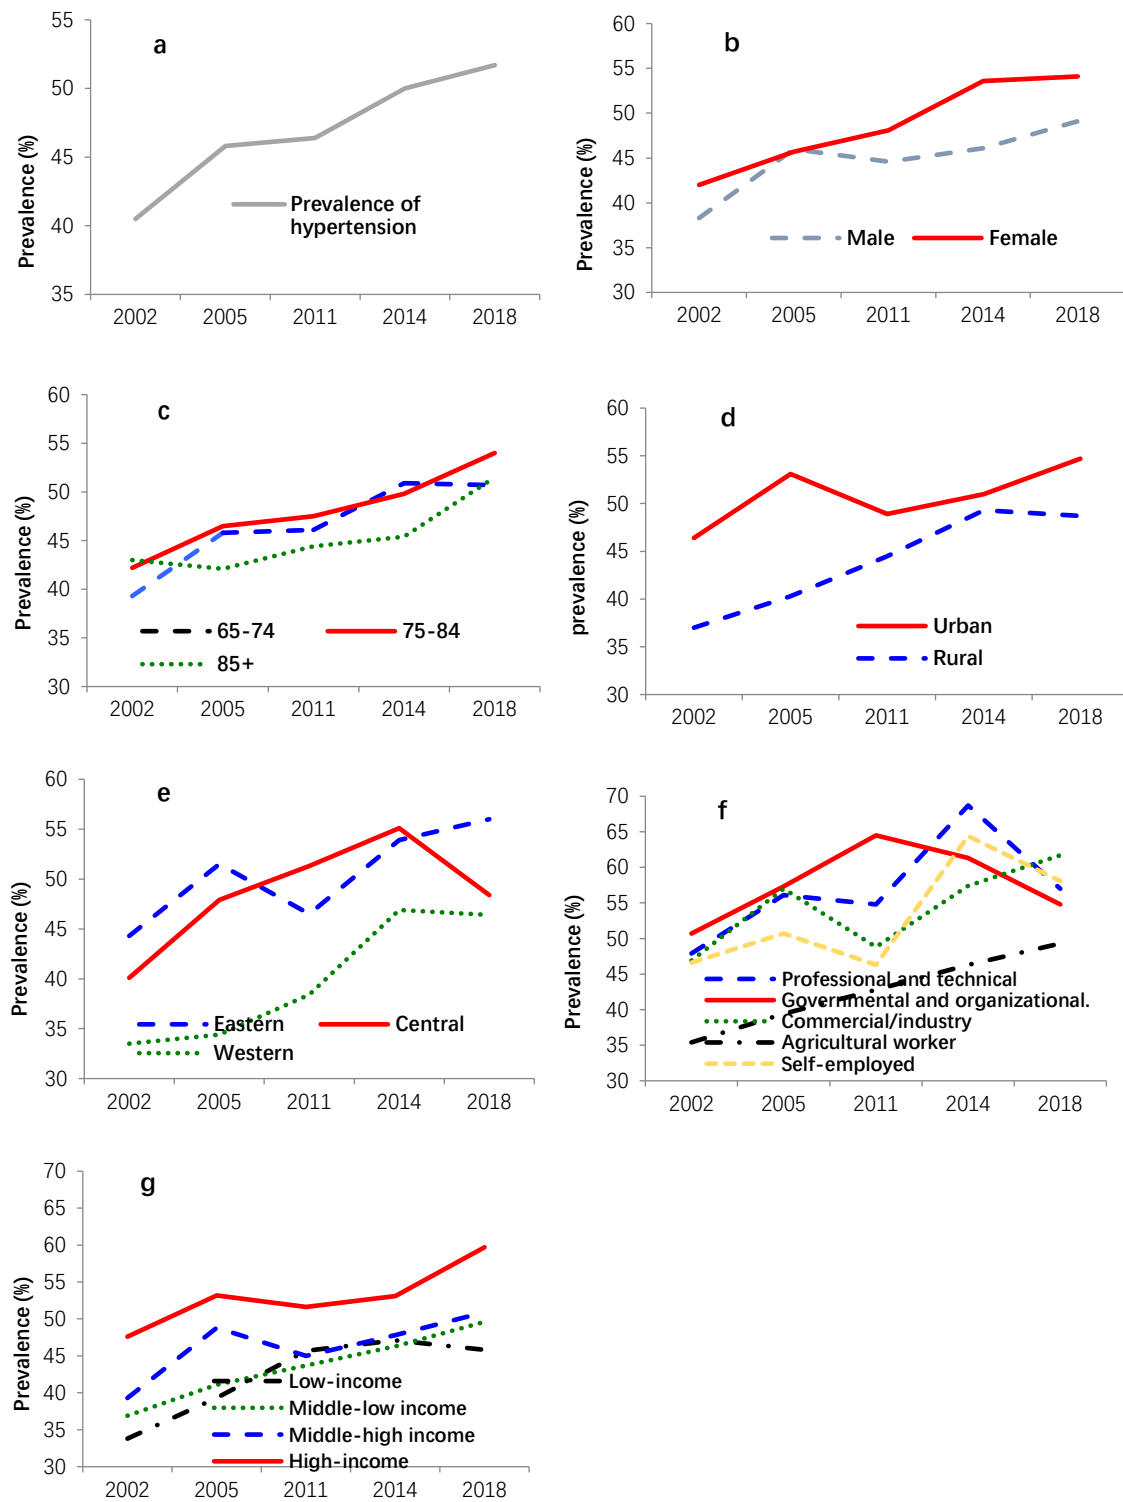 a
55
50
45
40
35
Prevalence (%)
Prevalence of
hypertension
2002 2005 2011 2014 2018
b
60
55
50
45
40
35
30
Prevalence (%)
Male Female
2002 2005 2011 2014 2018
c
60
55
50
45
40
35
30
Prevalence (%)
65-74 75-84
85+
2002 2005 2011 2014 2018
d
60
55
50
45
40
35
30
prevalence (%)
Urban
Rural
2002 2005 2011 2014 2018
e
60
55
50
45
40
35
30
Prevalence (%)
Eastern Central
Western
2002 2005 2011 2014 2018
f
70
65
60
55
50
45
40
35
30
Prevalence (%)
Professional and technical
Governmental and organizational.
Commercial/industry
Agricultural worker
Self-employed
2002 2005 2011 2014 2018
g
70
65
60
55
50
45
40
35
30
Prevalence (%)
Low-income
Middle-low income
Middle-high income
High-income
2002 2005 2011 2014 2018